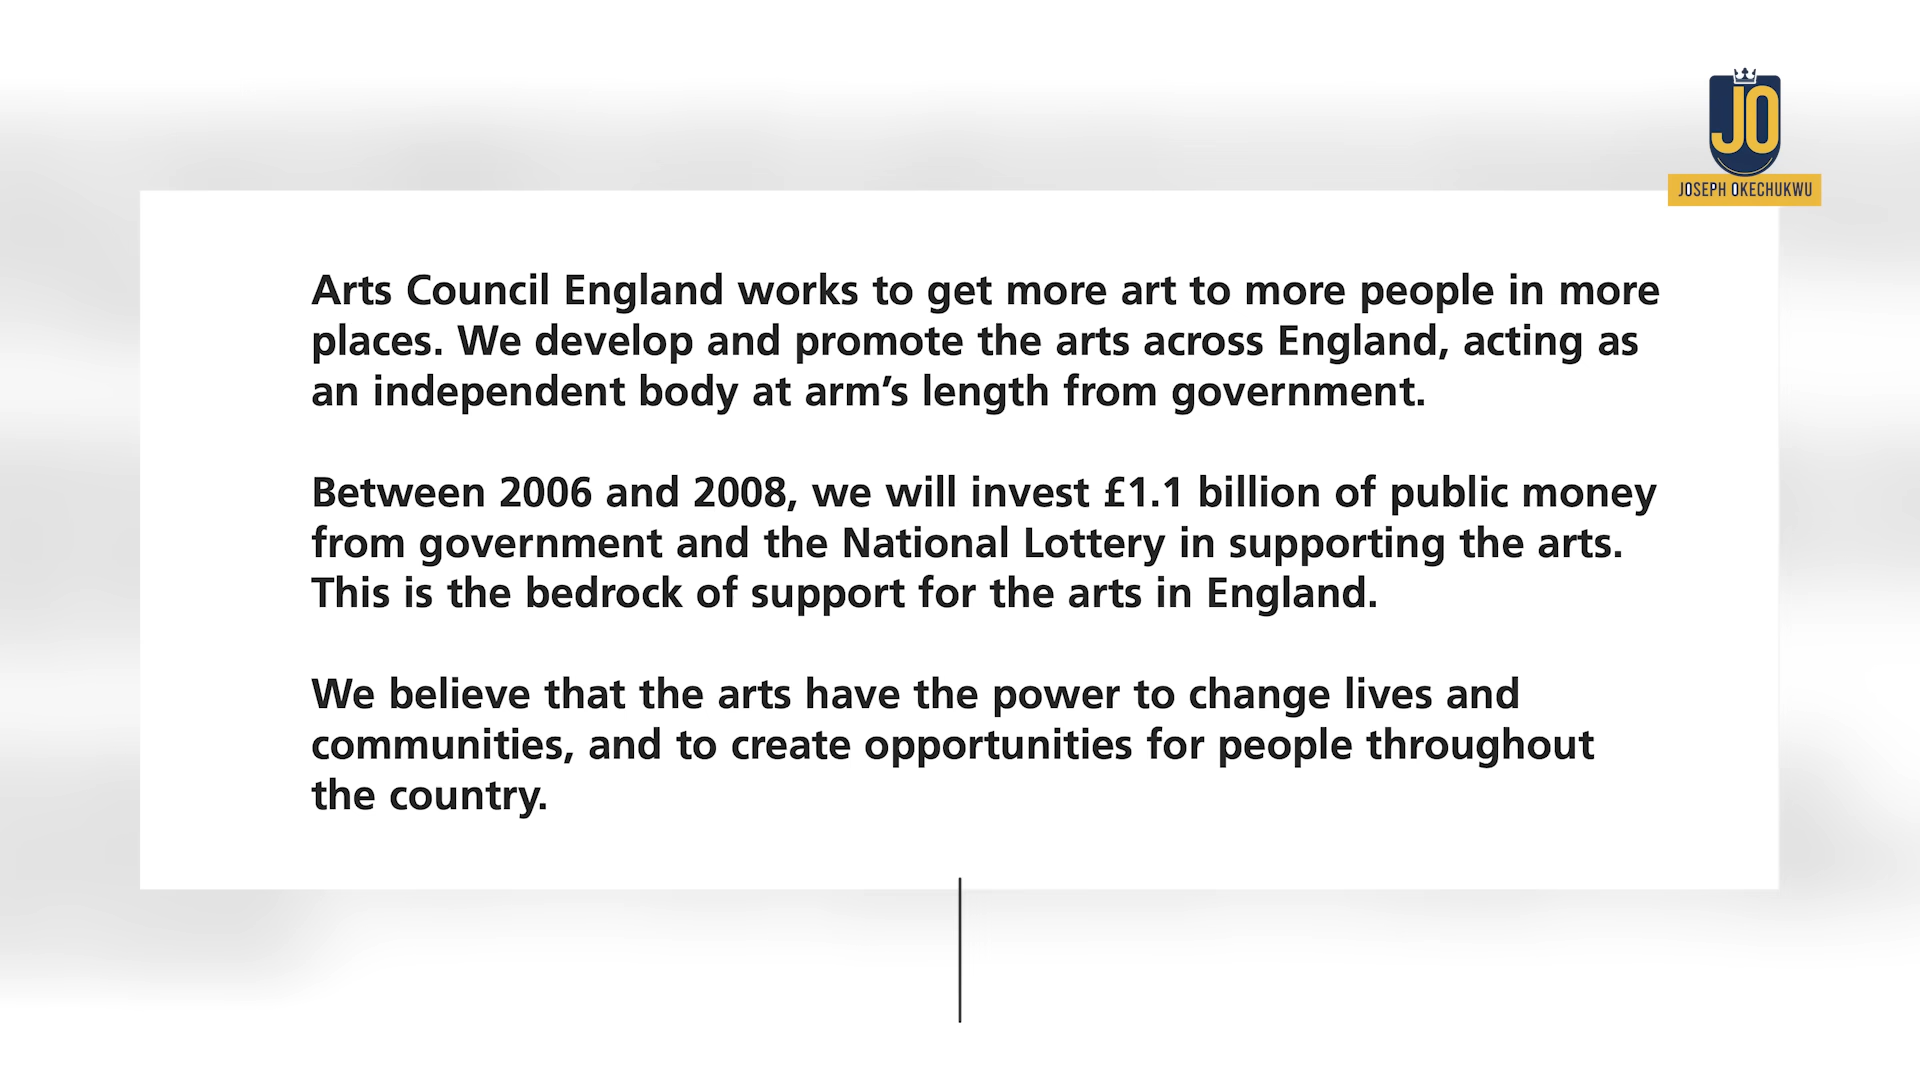 JO
JOSEPH OKECHUKWU
Arts Council England works to get more art to more people in more
places. We develop and promote the arts across England, acting as
an independent body at arm’s length from government.
Between 2006 and 2008, we will invest £1.1 billion of public money
from government and the National Lottery in supporting the arts.
This is the bedrock of support for the arts in England.
We believe that the arts have the power to change lives and
communities, and to create opportunities for people throughout
the country.